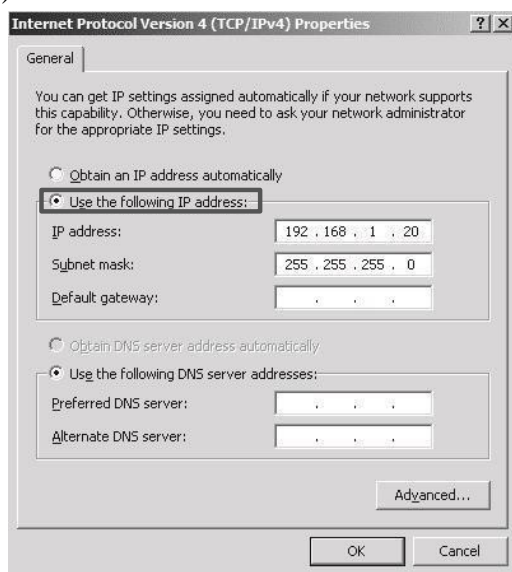 )
Internet Protocol Version 4 (TCP/IPv4) Properties ? X
General
You can get IP settings assigned automatically if your network supports
this capability. Otherwise, you need to ask your network administrator
for the appropriate IP settings.
Obtain an IP address automatically
Use the following IP address:
IP address: 192 . 168 . 1 . 20
Subnet mask: 255 . 255 . 255 . 0
Default gateway: . . .
Obtain DNS server address automatically
Use the following DNS server addresses:
Preferred DNS server: . . .
Alternate DNS server: . . .
Advanced...
OK Cancel